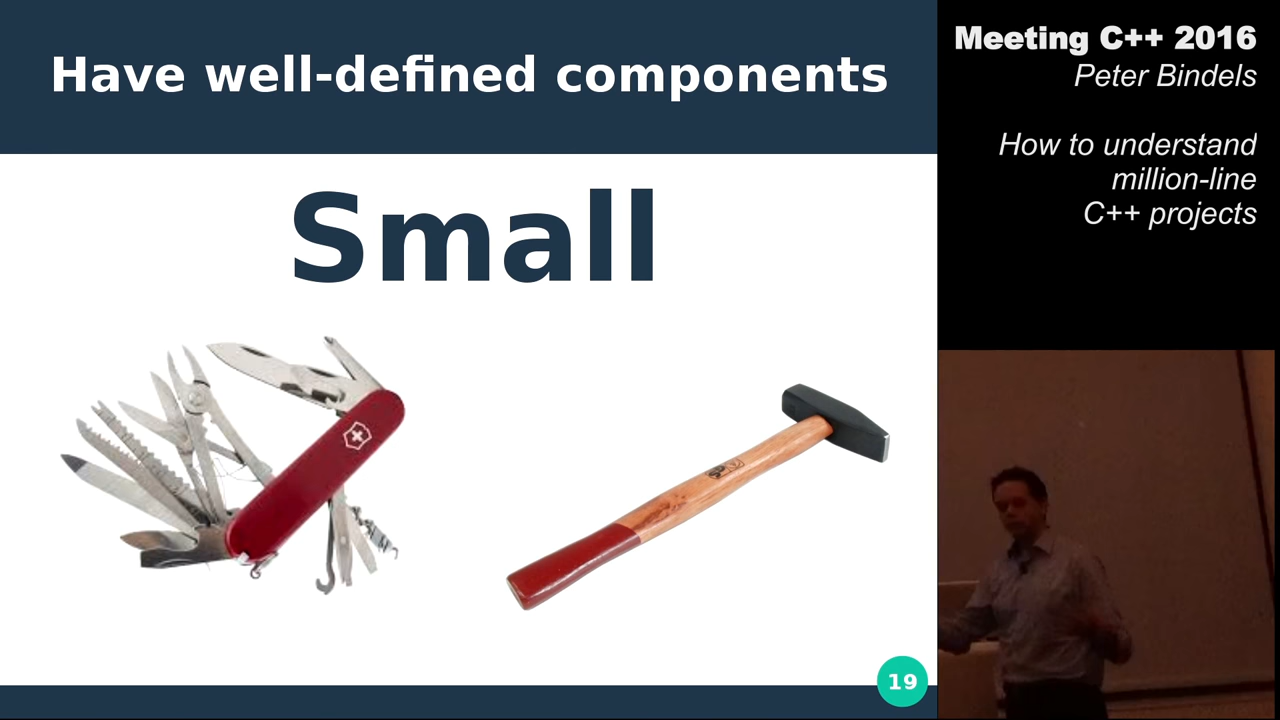 Have well-defined components
Small
19
Meeting C++ 2016
Peter Bindels
How to understand
million-line
C++ projects